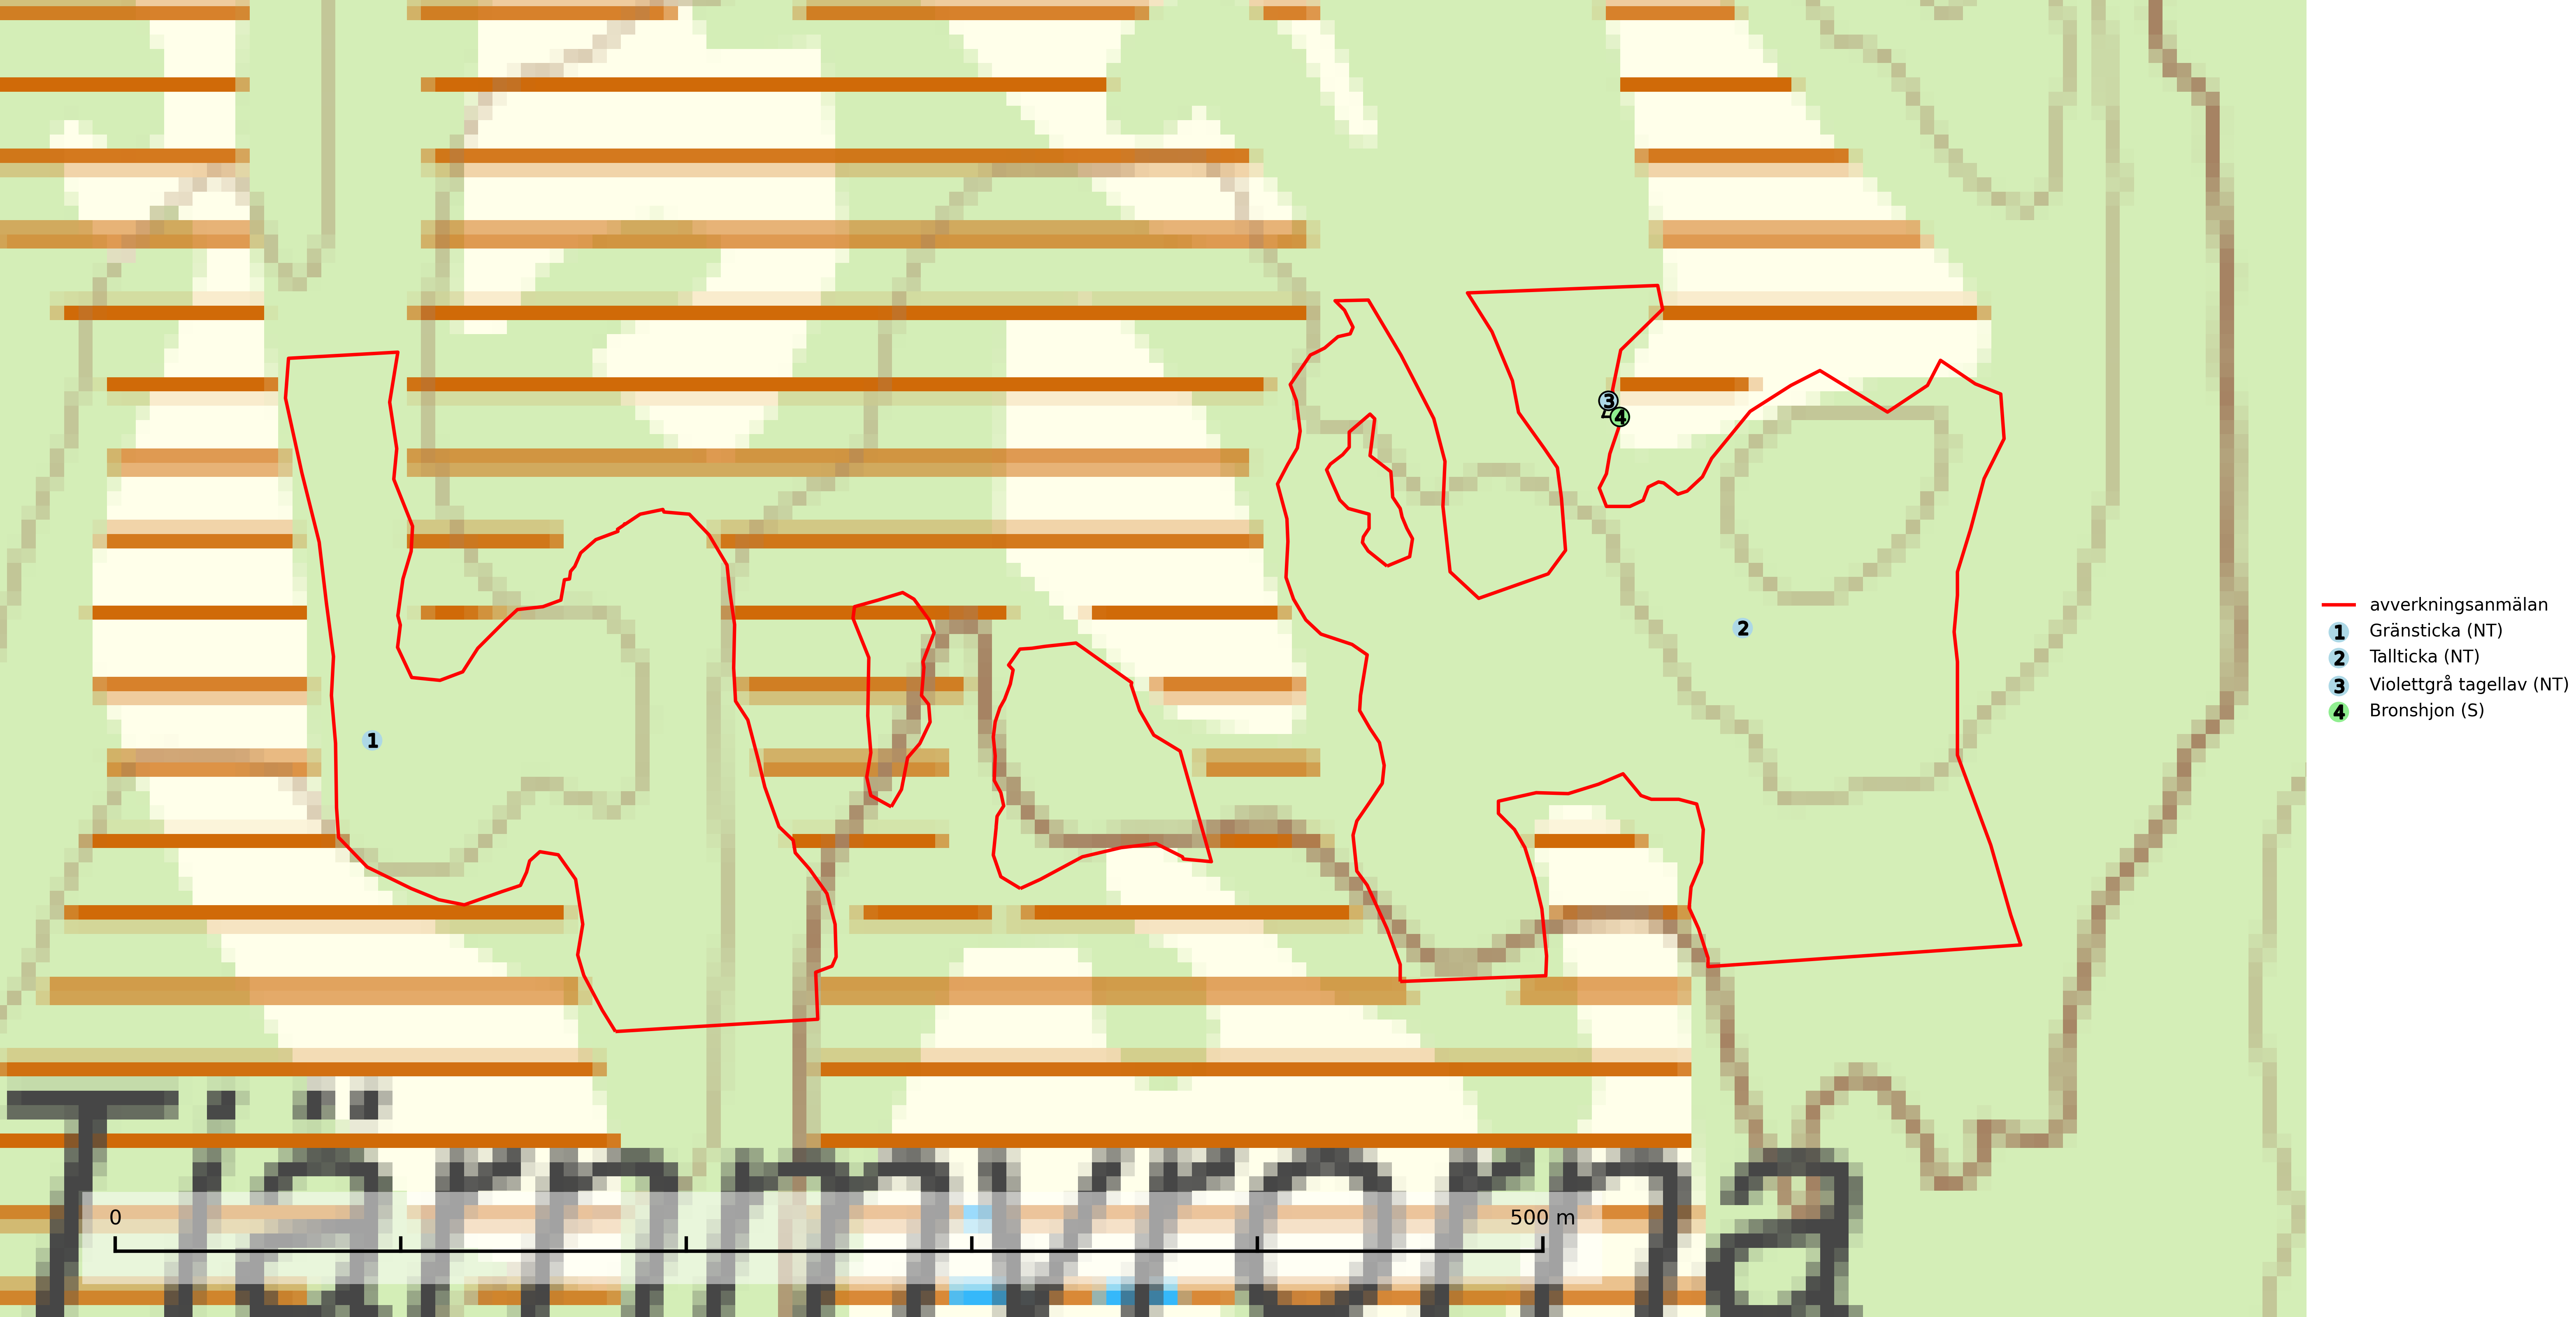 3
4
2
1
Tjärnmyrorna
0 500 m
avverkningsanmälan
1 Gränsticka (NT)
2 Tallticka (NT)
3 Violettgrå tagellav (NT)
4 Bronshjon (S)